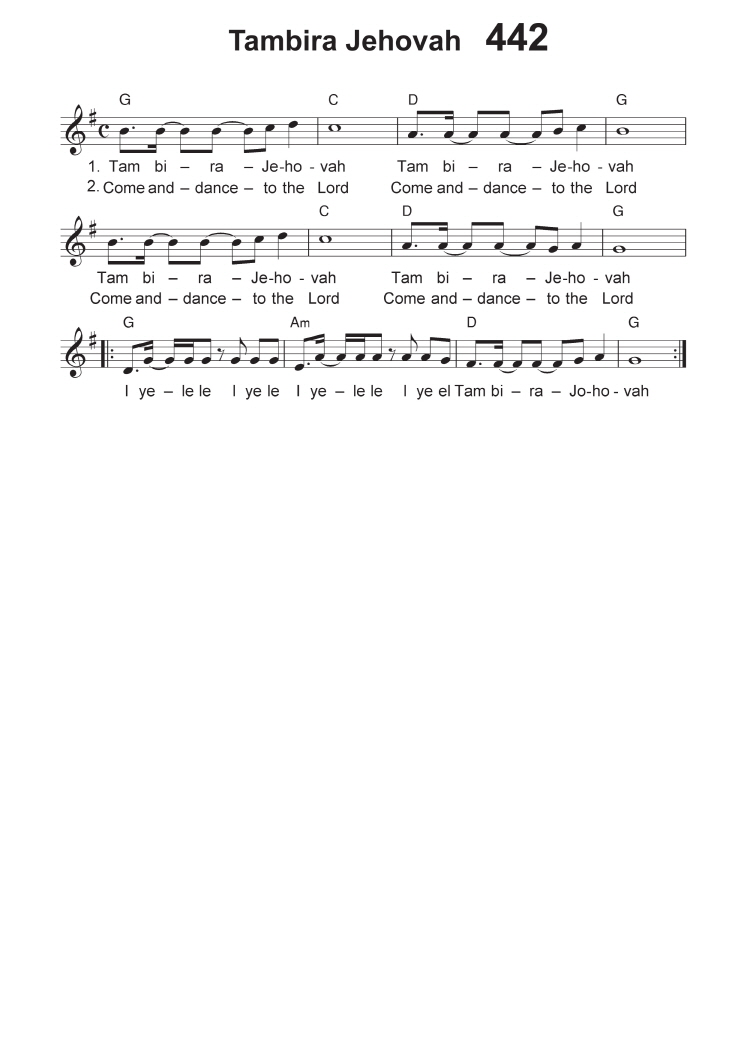 Tambira Jehovah 442
G C D G
1. Tam bi – ra – Je-ho - vah Tam bi – ra – Je-ho - vah
2. Come and – dance – to the Lord Come and – dance – to the Lord
C D G
Tam bi – ra – Je-ho - vah Tam bi – ra – Je-ho - vah
Come and – dance – to the Lord Come and – dance – to the Lord
G Am D G
I ye – le le I ye le I ye – le le I ye el Tam bi – ra – Jo-ho - vah